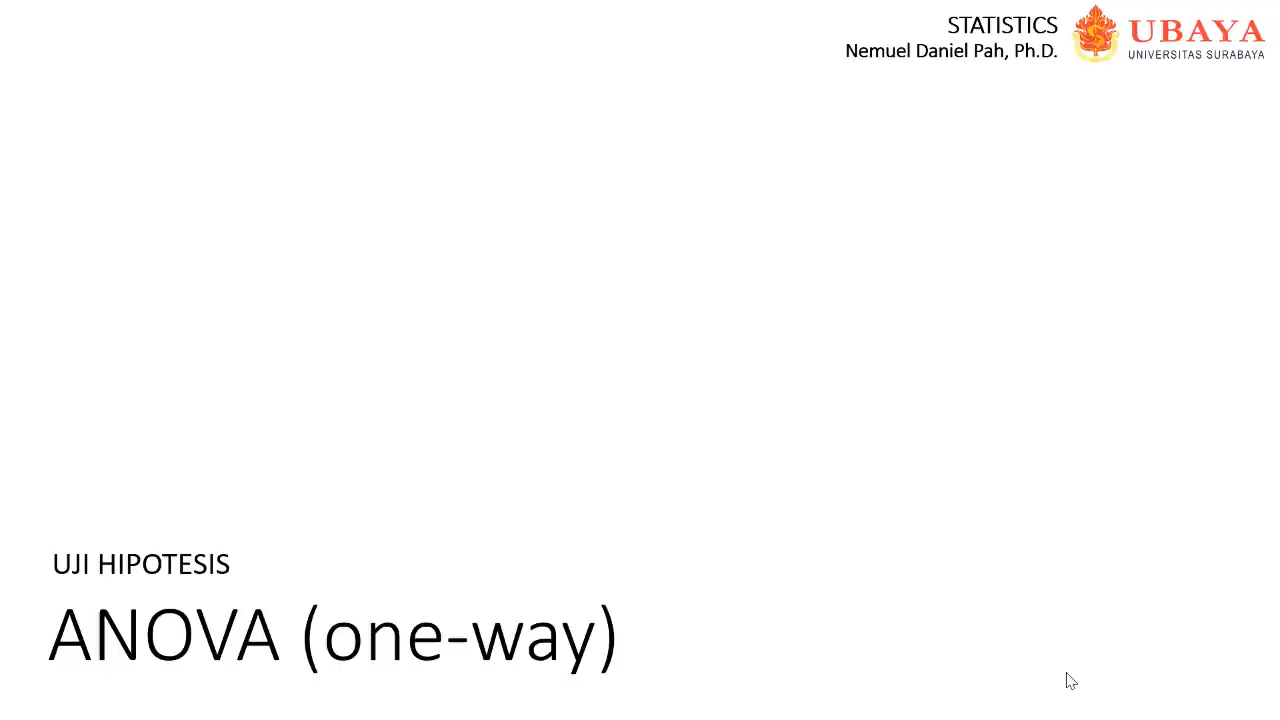 STATISTICS
Nemuel Daniel Pah, Ph.D.
UBAYA
UNIVERSITAS SURABAYA
UJI HIPOTESIS
ANOVA (one-way)